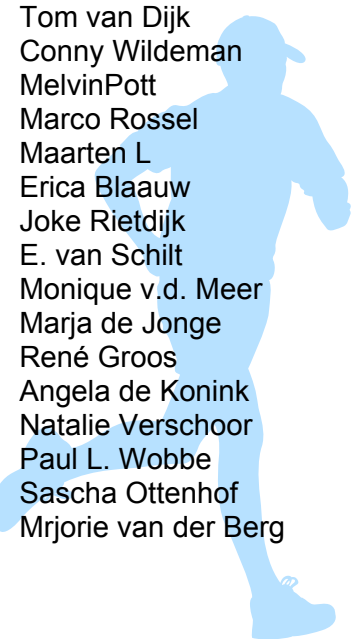 Tom van Dijk
Conny Wildeman
MelvinPott
Marco Rossel
Maarten L
Erica Blaauw
Joke Rietdijk
E. van Schilt
Monique v.d. Meer
Marja de Jonge
René Groos
Angela de Konink
Natalie Verschoor
Paul L. Wobbe
Sascha Ottenhof
Mrjorie van der Berg